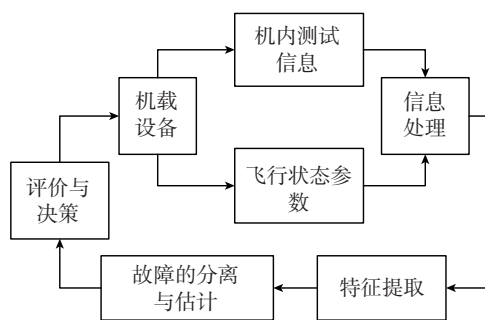 机内测试
信息
机载
设备
信息
处理
飞行状态参
数
评价与
决策
故障的分离
与估计
特征提取